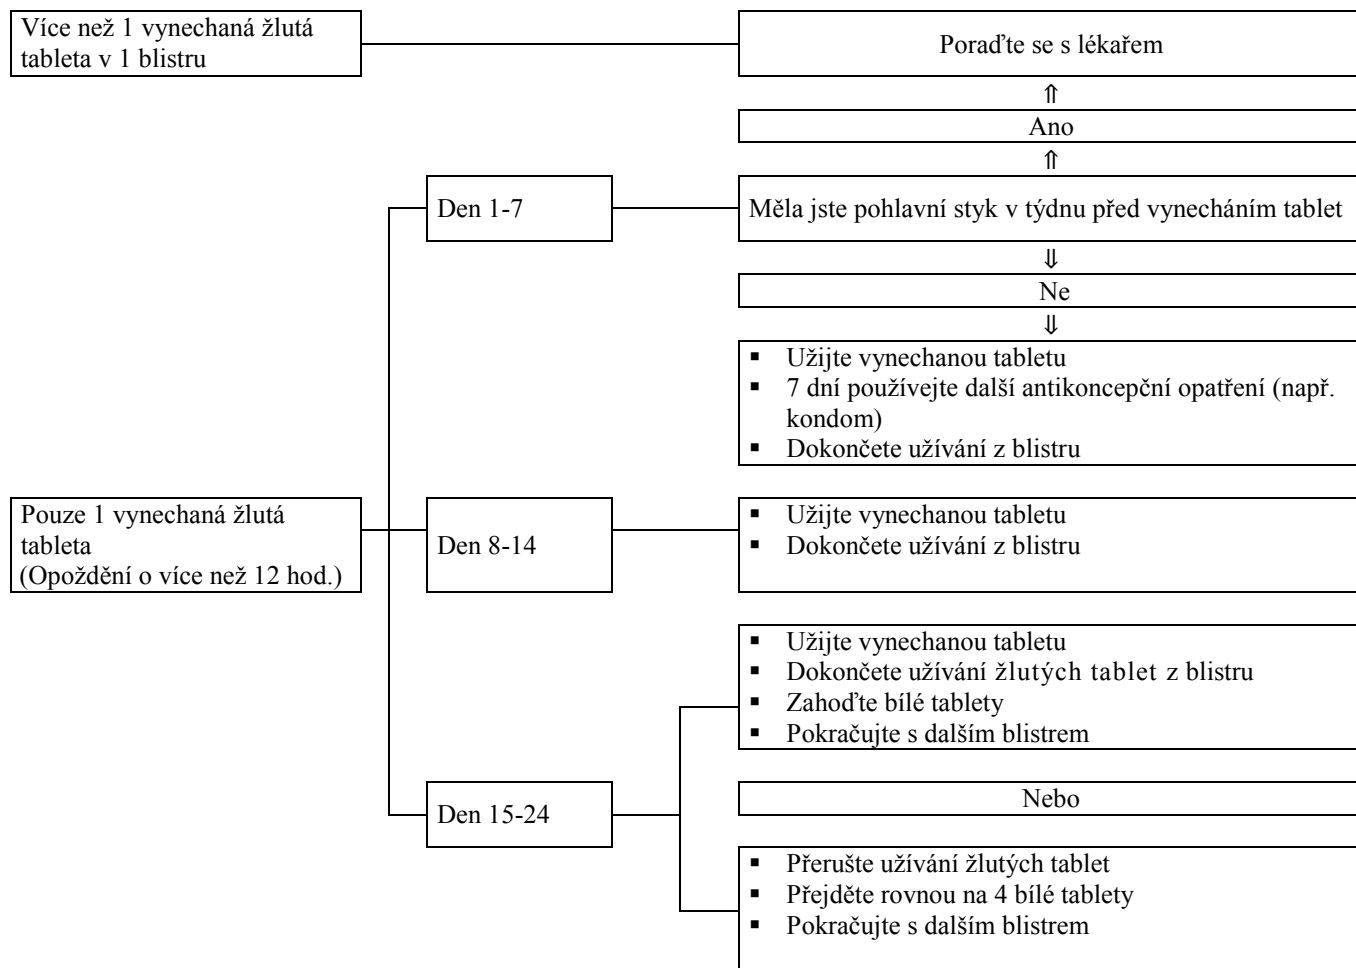 Více než 1 vynechaná žlutá
tableta v 1 blistru
Poraďte se s lékařem
⇑
Ano
⇑
Den 1-7
Měla jste pohlavní styk v týdnu před vynecháním tablet
⇓
Ne
⇓
▪ Užijte vynechanou tabletu
▪ 7 dní používejte další antikoncepční opatření (např.
kondom)
▪ Dokončete užívání z blistru
Pouze 1 vynechaná žlutá
tableta
(Opoždění o více než 12 hod.)
Den 8-14
▪ Užijte vynechanou tabletu
▪ Dokončete užívání z blistru
Den 15-24
▪ Užijte vynechanou tabletu
▪ Dokončete užívání žlutých tablet z blistru
▪ Zahoďte bílé tablety
▪ Pokračujte s dalším blistrem
Nebo
▪ Přerušte užívání žlutých tablet
▪ Přejděte rovnou na 4 bílé tablety
▪ Pokračujte s dalším blistrem